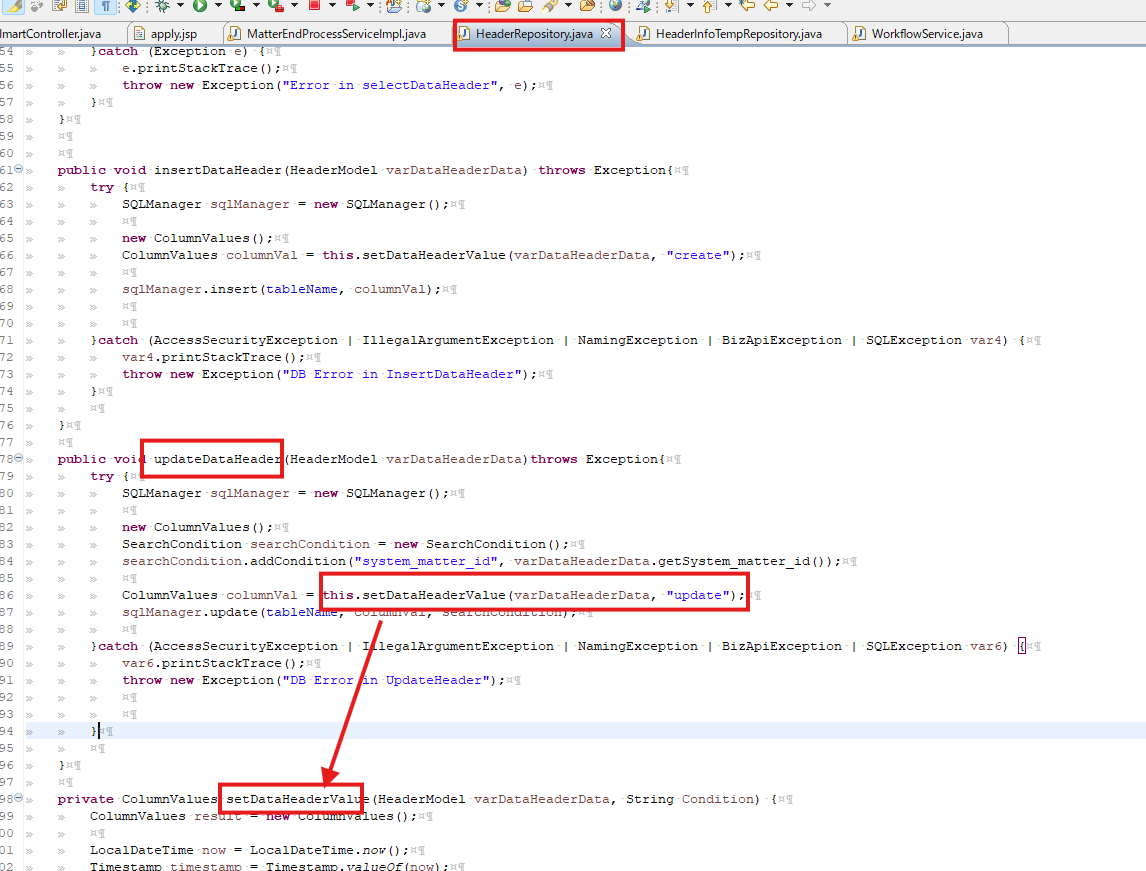 lmartController.java apply.jsp MatterEndProcessServiceImpl.java HeaderRepository.java HeaderInfoTempRepository.java WorkflowService.java
54 }catch (Exception e) {
55 e.printStackTrace();
56 throw new Exception("Error in selectDataHeader", e);
57 }
58 }
59
60
61 public void insertDataHeader(HeaderModel varDataHeaderData) throws Exception{
62 try {
63 SQLManager sqlManager = new SQLManager();
64
65 new ColumnValues();
66 ColumnValues columnVal = this.setDataHeaderValue(varDataHeaderData, "create");
67
68 sqlManager.insert(tableName, columnVal);
69
70
71 }catch (AccessSecurityException | IllegalArgumentException | NamingException | BizApiException | SQLException var4) {
72 var4.printStackTrace();
73 throw new Exception("DB Error in InsertDataHeader");
74 }
75
76 }
77
78 public void updateDataHeader(HeaderModel varDataHeaderData)throws Exception{
79 try {
80 SQLManager sqlManager = new SQLManager();
81
82 new ColumnValues();
83 SearchCondition searchCondition = new SearchCondition();
84 searchCondition.addCondition("system_matter_id", varDataHeaderData.getSystem_matter_id());
85
86 ColumnValues columnVal = this.setDataHeaderValue(varDataHeaderData, "update");
87 sqlManager.update(tableName, columnVal, searchCondition);
88
89 }catch (AccessSecurityException | IllegalArgumentException | NamingException | BizApiException | SQLException var6) {
90 var6.printStackTrace();
91 throw new Exception("DB Error in UpdateHeader");
92
93
94 }
95
96 }
97
98 private ColumnValues setDataHeaderValue(HeaderModel varDataHeaderData, String Condition) {
99 ColumnValues result = new ColumnValues();
00
01 LocalDateTime now = LocalDateTime.now();
02 Timestamp timestamp = Timestamp.valueOf(now);